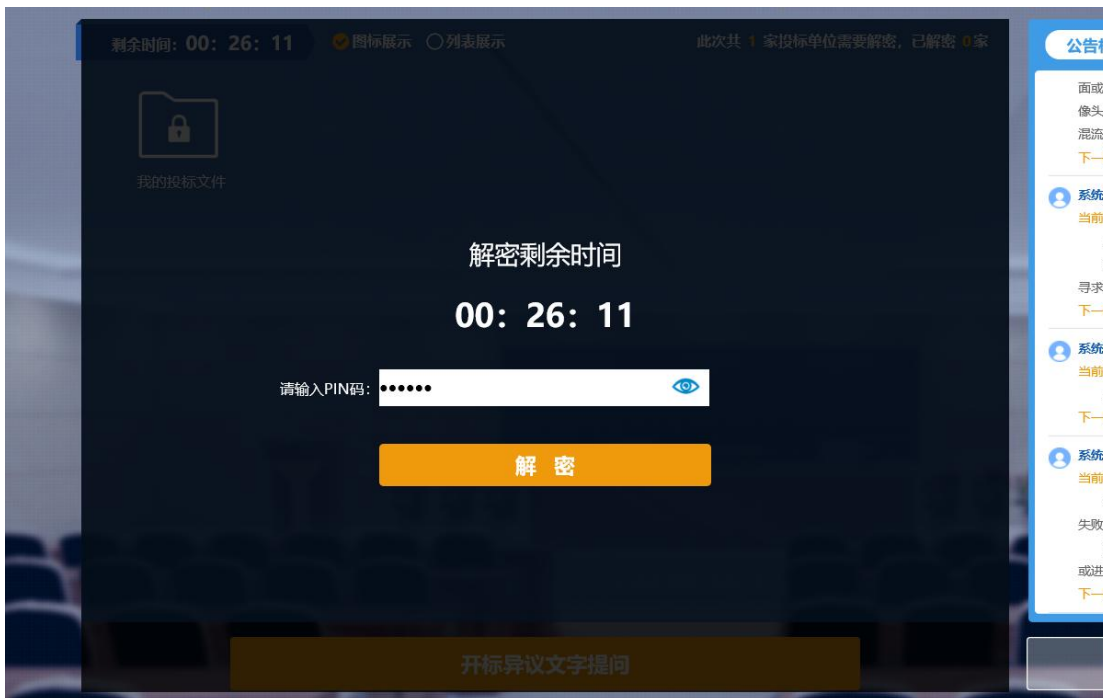 剩余时间：00：26：11
图标展示 列表展示
此次共 1 家投标单位需要解密，已解密 0家
我的投标文件
解密剩余时间
00：26：11
请输入PIN码：••••••
解 密
开标异议文字提问
公告
面或
像头
混流
下一
系统
当前
寻求
下一
系统
当前
下一
系统
当前
失败
或进
下一